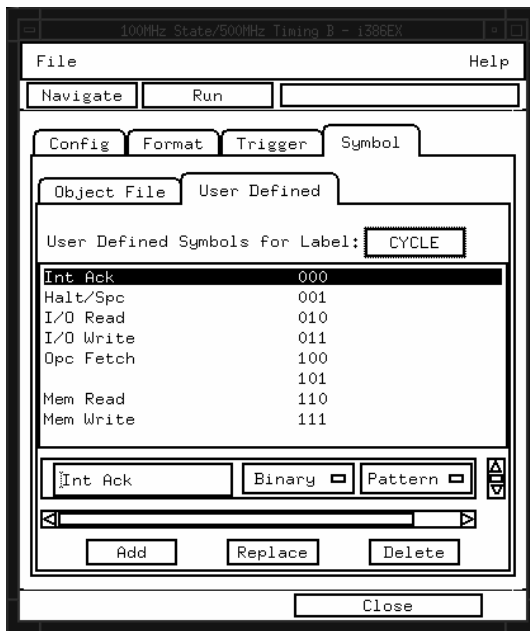 100MHz State/500MHz Timing B - i386EX
File Help
Navigate Run
Config Format Trigger Symbol
Object File User Defined
User Defined Symbols for Label: CYCLE
Int Ack 000
Halt/Spc 001
I/O Read 010
I/O Write 011
Opc Fetch 100
101
Mem Read 110
Mem Write 111
Int Ack Binary Pattern
Add Replace Delete
Close